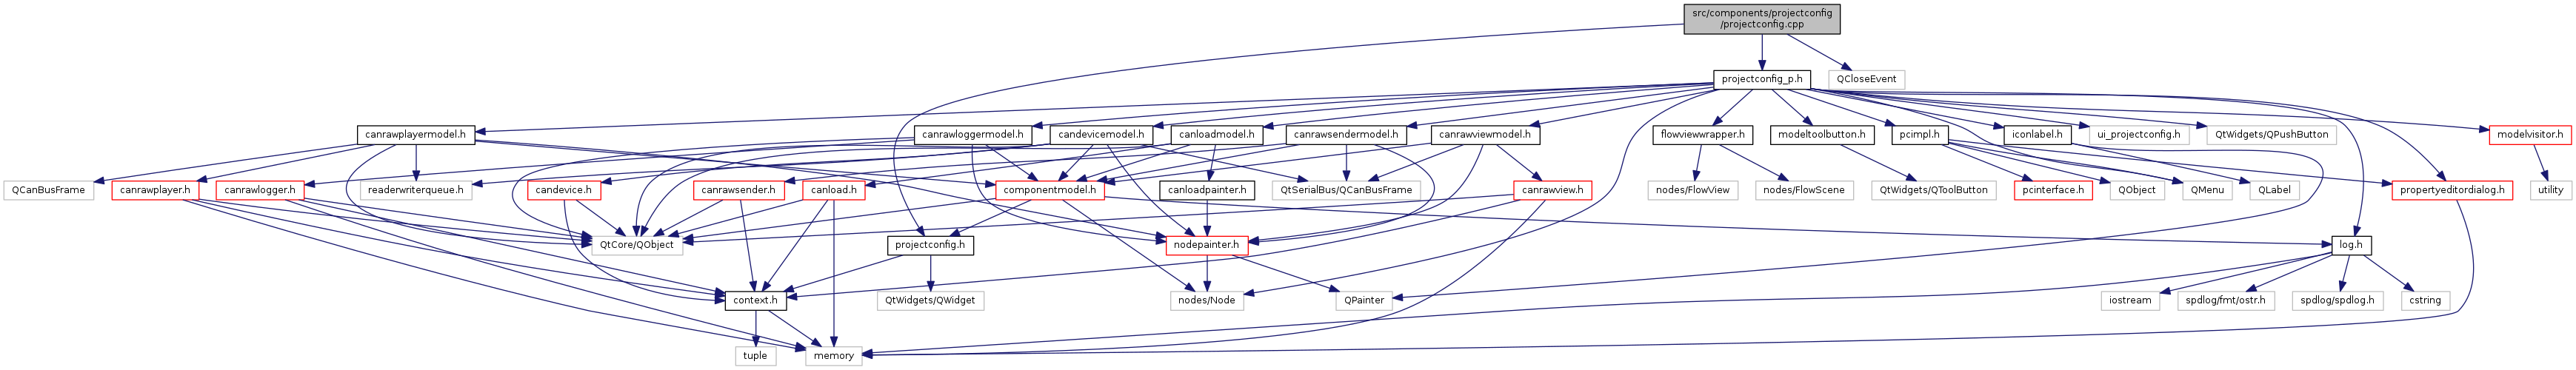 src/components/projectconfig
/projectconfig.cpp
projectconfig_p.h
QCloseEvent
canrawplayermodel.h
canrawloggermodel.h
candevicemodel.h
canloadmodel.h
canrawsendermodel.h
canrawviewmodel.h
flowviewwrapper.h
modeltoolbutton.h
pcimpl.h
iconlabel.h
ui_projectconfig.h
QtWidgets/QPushButton
modelvisitor.h
QCanBusFrame
canrawplayer.h
canrawlogger.h
readerwriterqueue.h
candevice.h
canrawsender.h
canload.h
componentmodel.h
canloadpainter.h
QtSerialBus/QCanBusFrame
canrawview.h
nodes/FlowView
nodes/FlowScene
QtWidgets/QToolButton
pcinterface.h
QObject
QMenu
QLabel
propertyeditordialog.h
utility
QtCore/QObject
projectconfig.h
nodepainter.h
log.h
context.h
QtWidgets/QWidget
nodes/Node
QPainter
iostream
spdlog/fmt/ostr.h
spdlog/spdlog.h
cstring
tuple
memory